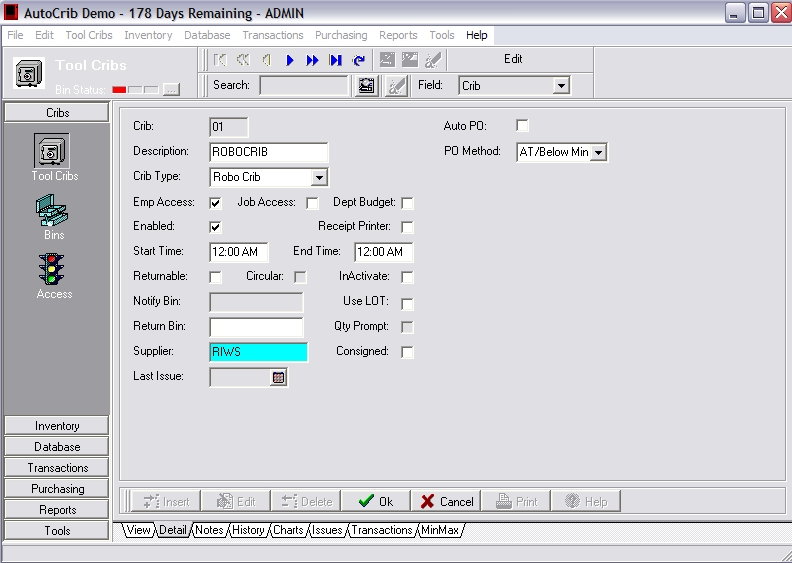 AutoCrib Demo - 178 Days Remaining - ADMIN
File Edit Tool Cribs Inventory Database Transactions Purchasing Reports Tools Help
Tool Cribs
Edit
Bin Status: ...
Search: Field: Crib
Cribs
Tool Cribs
Bins
Access
Inventory
Database
Transactions
Purchasing
Reports
Tools
Crib: 01 Auto PO:
Description: ROBOCRIB PO Method: AT/Below Min
Crib Type: Robo Crib
Emp Access: Job Access: Dept Budget:
Enabled: Receipt Printer:
Start Time: 12:00 AM End Time: 12:00 AM
Returnable: Circular: InActivate:
Notify Bin: Use LOT:
Return Bin: Qty Prompt:
Supplier: RIWS Consigned:
Last Issue:
Insert Edit Delete Ok Cancel Print Help
View Detail Notes History Charts Issues Transactions MinMax